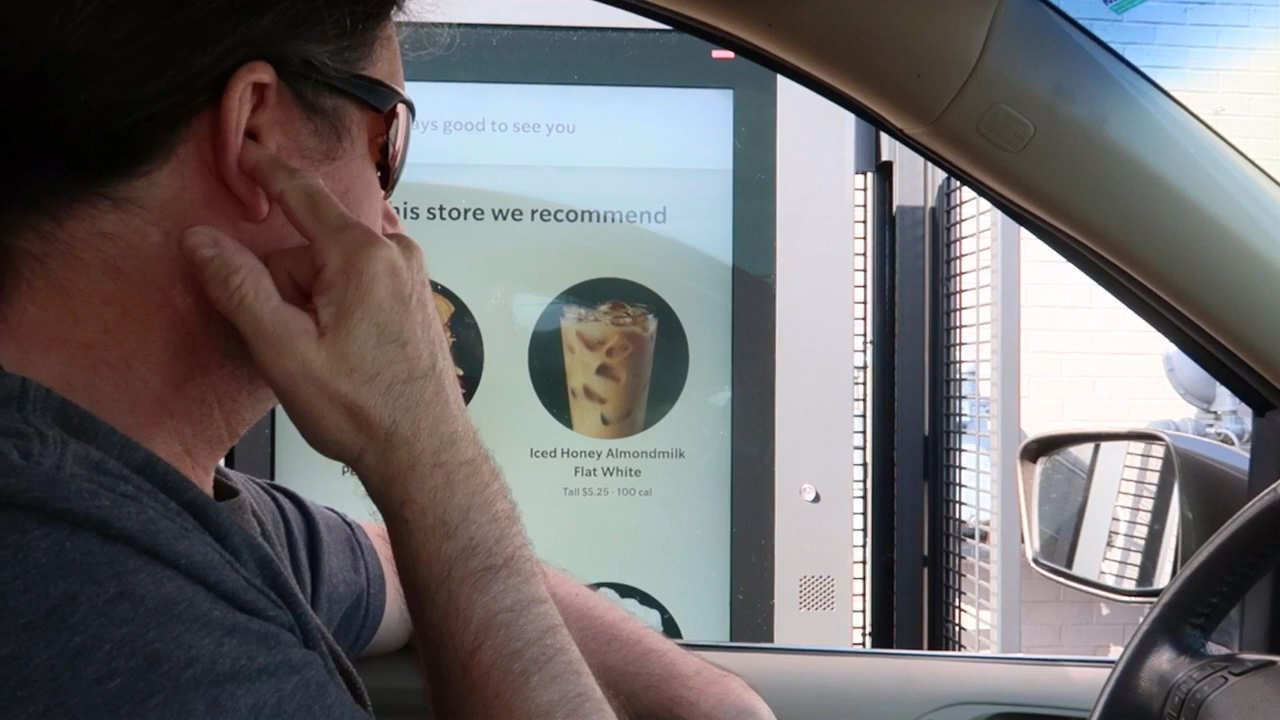 ays good to see you
his store we recommend
Iced Honey Almondmilk
Flat White
Tall $5.25 · 100 cal